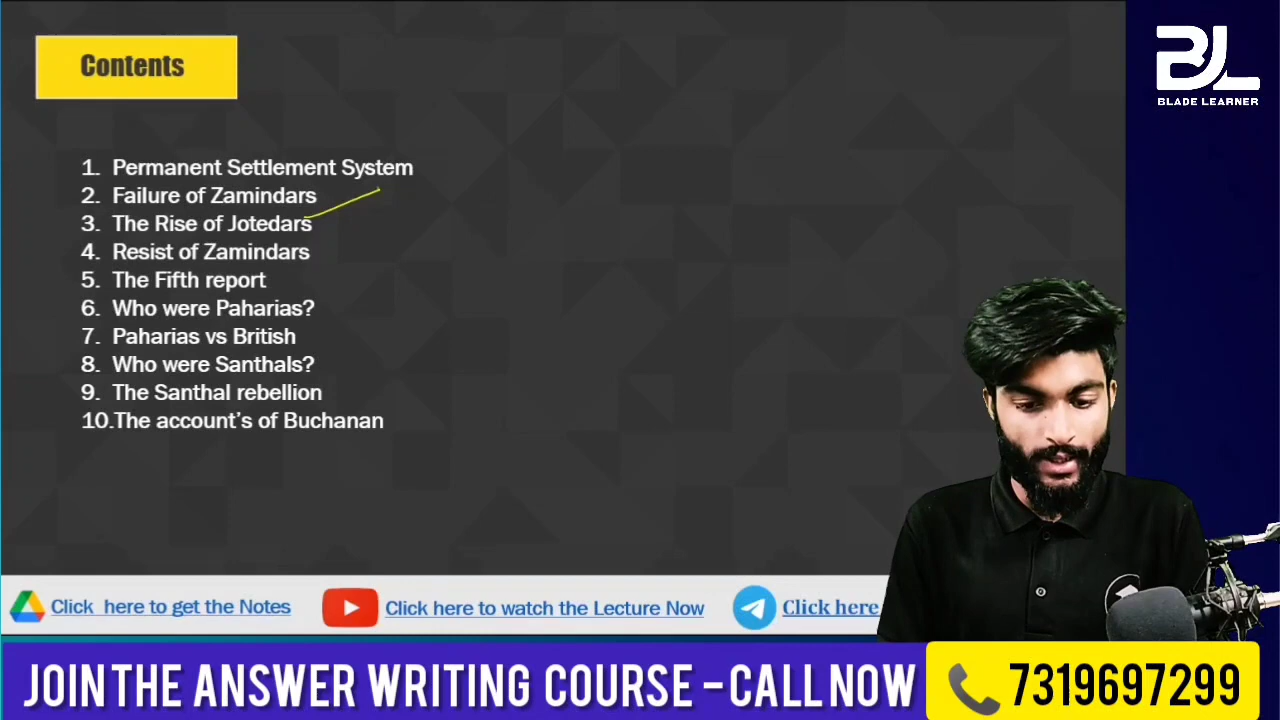 Contents
BL
BLADE LEARNER
1. Permanent Settlement System
2. Failure of Zamindars
3. The Rise of Jotedars
4. Resist of Zamindars
5. The Fifth report
6. Who were Paharias?
7. Paharias vs British
8. Who were Santhals?
9. The Santhal rebellion
10.The account’s of Buchanan
Click here to get the Notes
Click here to watch the Lecture Now
Click here
JOIN THE ANSWER WRITING COURSE – CALL NOW
7319697299